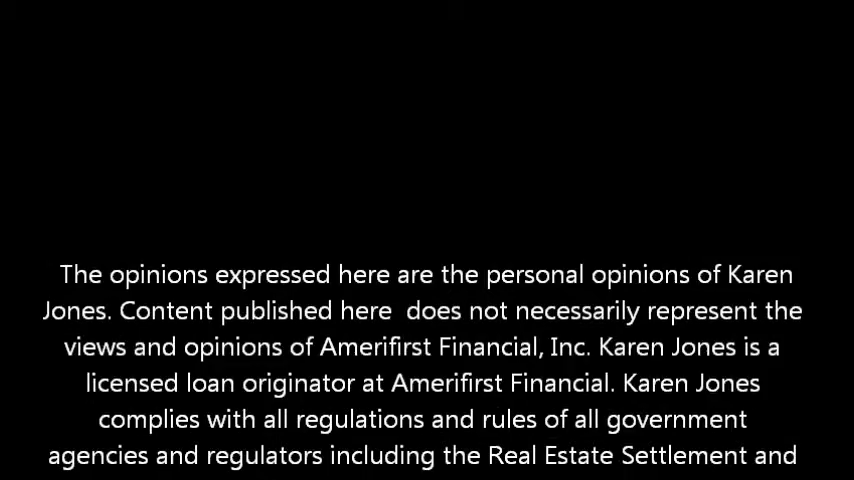 The opinions expressed here are the personal opinions of Karen
Jones. Content published here  does not necessarily represent the
views and opinions of Amerifirst Financial, Inc. Karen Jones is a
licensed loan originator at Amerifirst Financial. Karen Jones
complies with all regulations and rules of all government
agencies and regulators including the Real Estate Settlement and